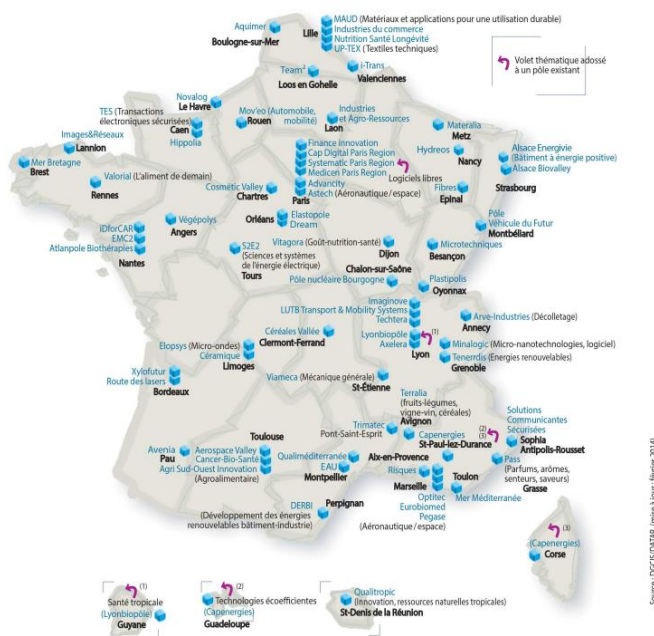 Aquimer
Boulogne-sur-Mer
Lille
MAUD (Matériaux et applications pour une utilisation durable)
Industries du commerce
Nutrition Santé Longévité
UP-TEX (Textiles techniques)
Volet thématique adossé
à un pôle existant
Team²
Loos en Gohelle
i-Trans
Valenciennes
Novalog
Le Havre
TES (Transactions
électroniques sécurisées)
Caen
Hippolia
Mov'eo (Automobile,
mobilité)
Rouen
Industries
et Agro-Ressources
Laon
Materalia
Metz
Hydreos
Nancy
Alsace Energivie
(Bâtiment à énergie positive)
Alsace Biovalley
Strasbourg
Images&Réseaux
Lannion
Mer Bretagne
Brest
Valorial (L'aliment de demain)
Rennes
Finance innovation
Cap Digital Paris Region
Systematic Paris Region
Medicen Paris Region
Advancity
Astech (Aéronautique/espace)
Paris
Logiciels libres
Cosmetic Valley
Chartres
Fibres
Epinal
iDforCAR
EMC2
Atlanpole Biothérapies
Nantes
Végépolys
Angers
Orléans
Elastopole
Dream
S2E2
(Sciences et systèmes
de l'énergie électrique)
Tours
Vitagora (Goût-nutrition-santé)
Dijon
Pôle
Véhicule du Futur
Montbéliard
Microtechniques
Besançon
Chalon-sur-Saône
Pôle nucléaire Bourgogne
Plastipolis
Oyonnax
Imaginove
LUTB Transport & Mobility Systems
Techtera
Lyonbiopôle
Axelera
(1)
Lyon
Arve-Industries (Décolletage)
Annecy
Minalogic (Micro-nanotechnologies, logiciel)
Tenerrdis (Energies renouvelables)
Grenoble
Céréales Vallée
Clermont-Ferrand
Elopsys (Micro-ondes)
Céramique
Limoges
Xylofutur
Route des lasers
Bordeaux
Viameca (Mécanique générale)
St-Étienne
Terralia
(fruits-légumes,
vigne-vin, céréales)
Avignon
Trimatec
Pont-Saint-Esprit
Capenergies
St-Paul-lez-Durance
(2)
(3)
Solutions
Communicantes
Sécurisées
Sophia
Antipolis-Rousset
Toulouse
Avenia
Pau
Aerospace Valley
Cancer-Bio-Santé
Agri Sud-Ouest Innovation
(Agroalimentaire)
Qualiméditerranée
EAU
Montpellier
Aix-en-Provence
Risques
Marseille
Optitec
Eurobiomed
Pegase
(Aéronautique/espace)
Toulon
Mer Méditerranée
Pass
(Parfums, arômes,
senteurs, saveurs)
Grasse
DERBI
(Développement des énergies
renouvelables bâtiment-industrie)
Perpignan
(3)
(Capenergies)
Corse
(1)
Santé tropicale
(Lyonbiopôle)
Guyane
(2)
Technologies écoefficientes
(Capenergies)
Guadeloupe
Qualitropic
(Innovation, ressources naturelles tropicales)
St-Denis de la Réunion
Source : DGCIS/DATAR (mise à jour : février 2014)